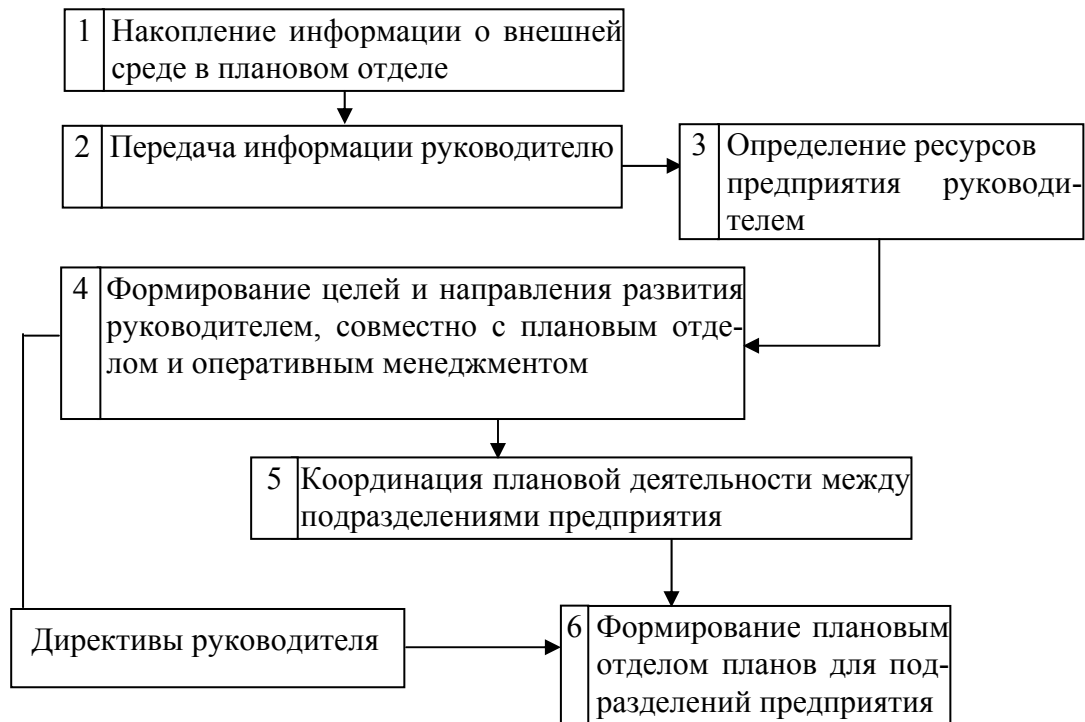 1 Накопление информации о внешней
среде в плановом отделе
2 Передача информации руководителю
3 Определение ресурсов
предприятия руководи-
телем
4 Формирование целей и направления развития
руководителем, совместно с плановым отде-
лом и оперативным менеджментом
5 Координация плановой деятельности между
подразделениями предприятия
Директивы руководителя
6 Формирование плановым
отделом планов для под-
разделений предприятия